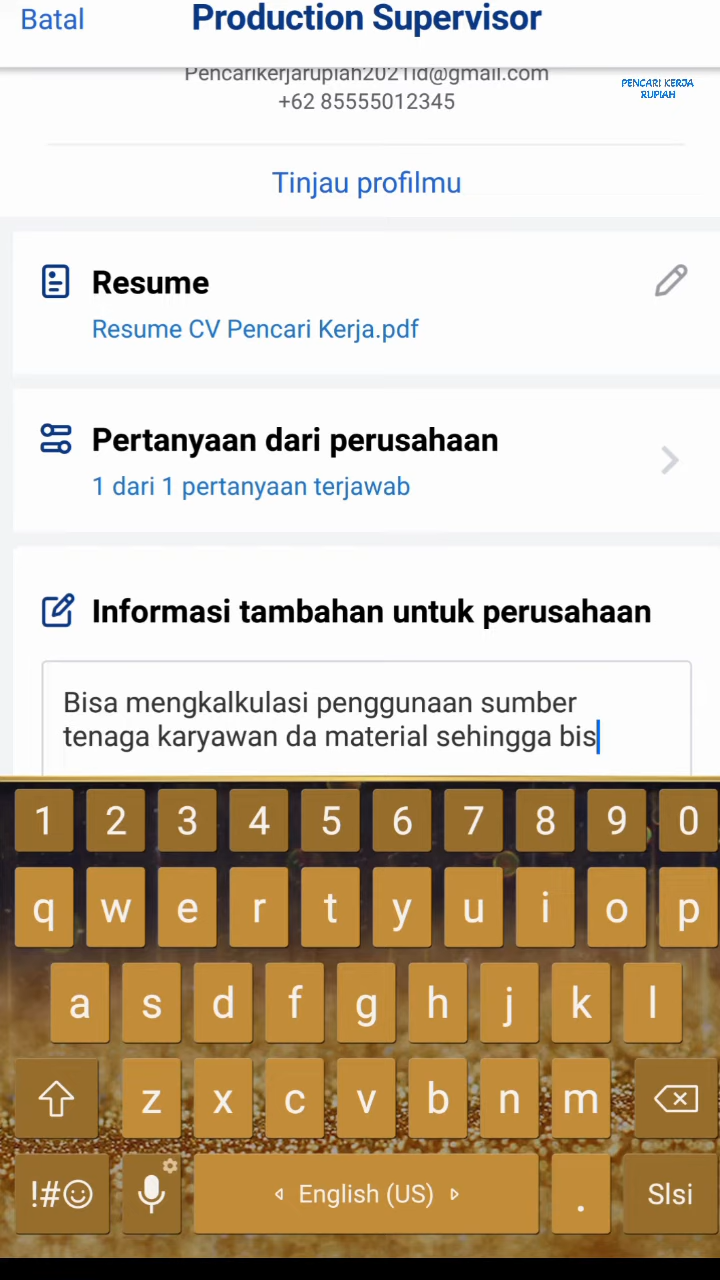 Batal
Production Supervisor
Pencarikerjarupiah2021id@gmail.com
PENCARI KERJA
RUPIAH
+62 85555012345
Tinjau profilmu
Resume
Resume CV Pencari Kerja.pdf
Pertanyaan dari perusahaan
1 dari 1 pertanyaan terjawab
Informasi tambahan untuk perusahaan
Bisa mengkalkulasi penggunaan sumber
tenaga karyawan da material sehingga bis
1 2 3 4 5 6 7 8 9 0
q w e r t y u i o p
a s d f g h j k l
z x c v b n m
!#☺ English (US) . Slsi